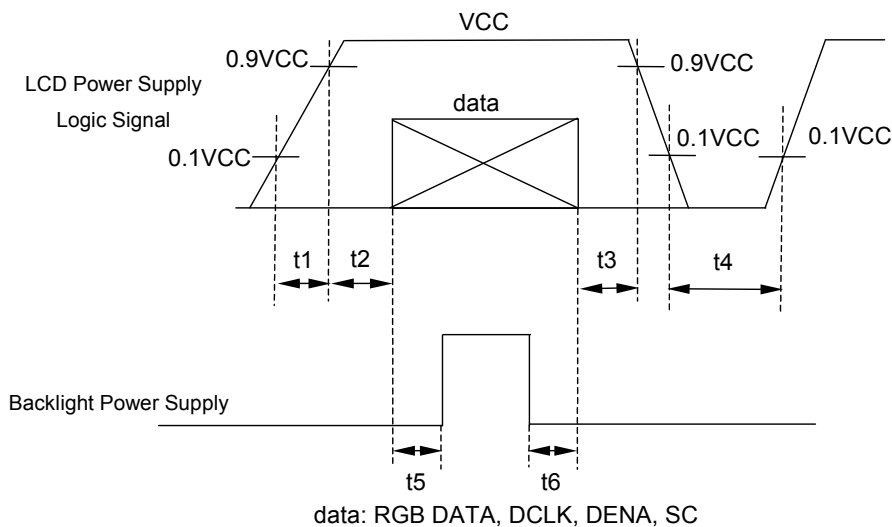 VCC
0.9VCC
0.9VCC
LCD Power Supply
Logic Signal
data
0.1VCC
0.1VCC
0.1VCC
t1
t2
t3
t4
Backlight Power Supply
t5
t6
data: RGB DATA, DCLK, DENA, SC